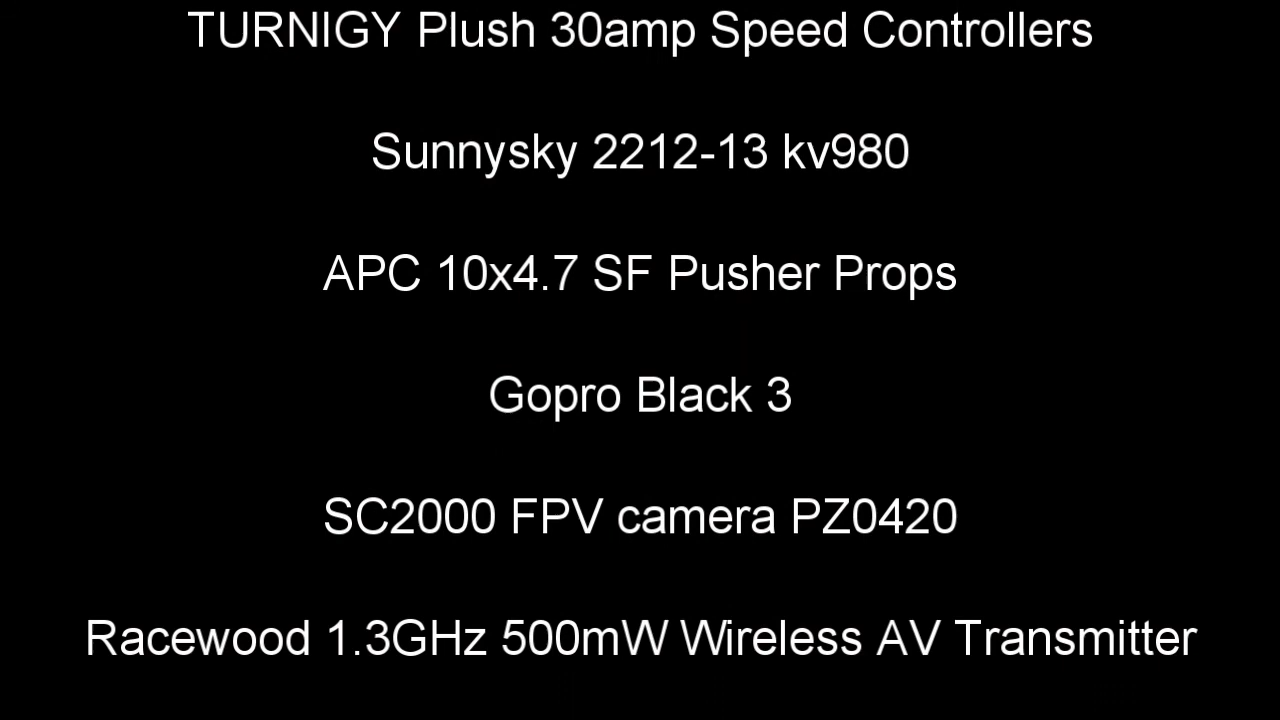 TURNIGY Plush 30amp Speed Controllers
Sunnysky 2212-13 kv980
APC 10x4.7 SF Pusher Props
Gopro Black 3
SC2000 FPV camera PZ0420
Racewood 1.3GHz 500mW Wireless AV Transmitter